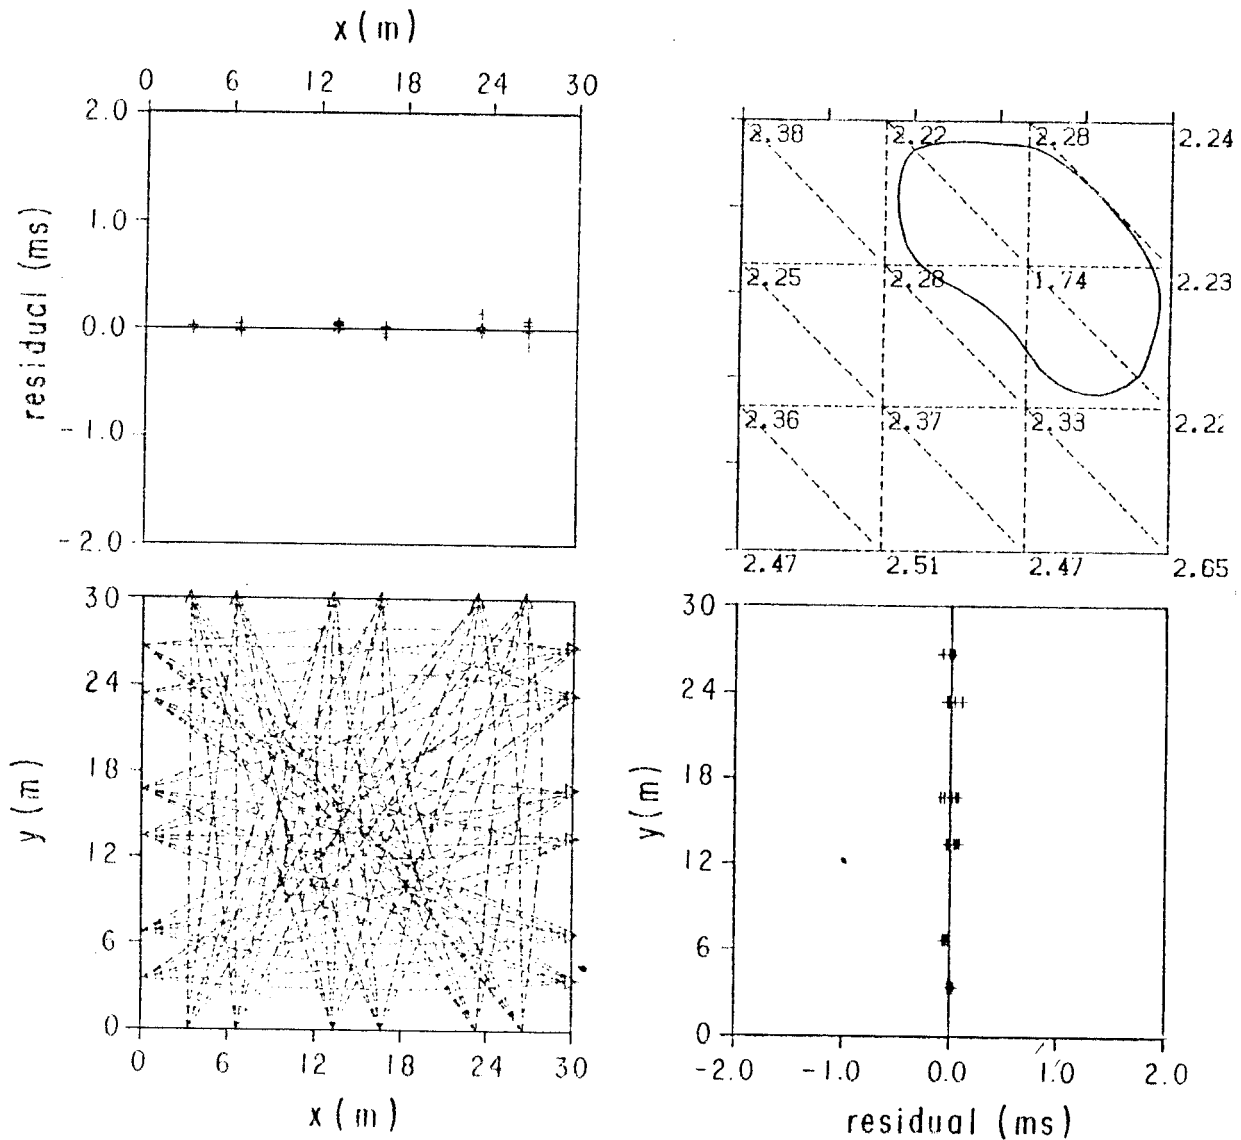 x (m)
0 6 12 18 24 30
2.0
1.0
0.0
-1.0
-2.0
residual (ms)
2.38 2.22 2.28 2.24
2.25 2.28 1.74 2.23
2.36 2.37 2.33 2.22
2.47 2.51 2.47 2.65
30
24
18
12
6
0
y (m)
0 6 12 18 24 30
x (m)
30
24
18
12
6
0
y (m)
-2.0 -1.0 0.0 1.0 2.0
residual (ms)